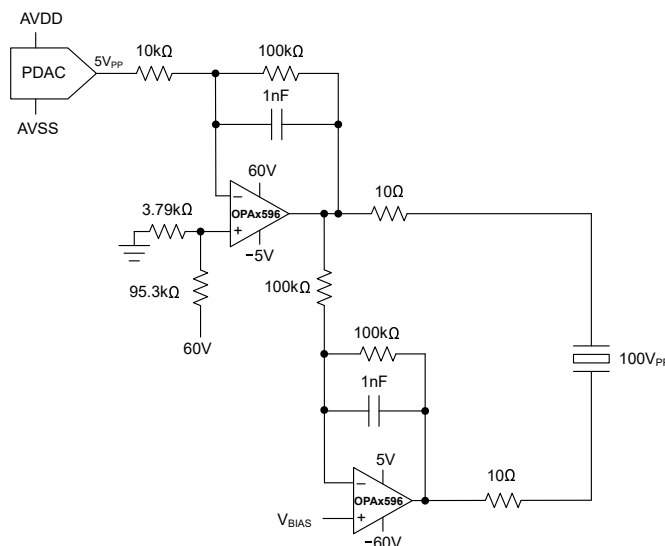 AVDD
PDAC
AVSS
5VPP
10kΩ
100kΩ
1nF
60V
OPAx596
−5V
3.79kΩ
95.3kΩ
60V
10Ω
100kΩ
100kΩ
1nF
5V
OPAx596
VBIAS
−60V
10Ω
100VPP